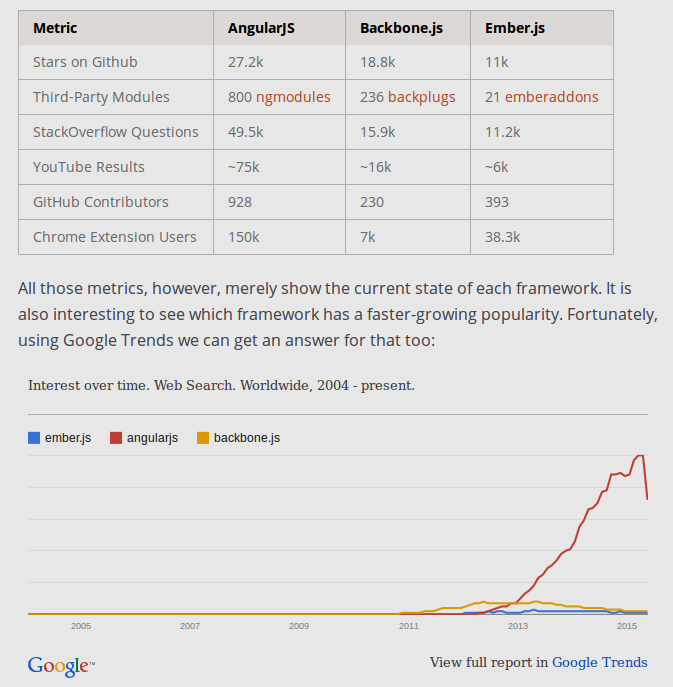 Metric AngularJS Backbone.js Ember.js
Stars on Github 27.2k 18.8k 11k
Third-Party Modules 800 ngmodules 236 backplugs 21 emberaddons
StackOverflow Questions 49.5k 15.9k 11.2k
YouTube Results ~75k ~16k ~6k
GitHub Contributors 928 230 393
Chrome Extension Users 150k 7k 38.3k
All those metrics, however, merely show the current state of each framework. It is
also interesting to see which framework has a faster-growing popularity. Fortunately,
using Google Trends we can get an answer for that too:
Interest over time. Web Search. Worldwide, 2004 - present.
ember.js angularjs backbone.js
2005 2007 2009 2011 2013 2015
Google™ View full report in Google Trends